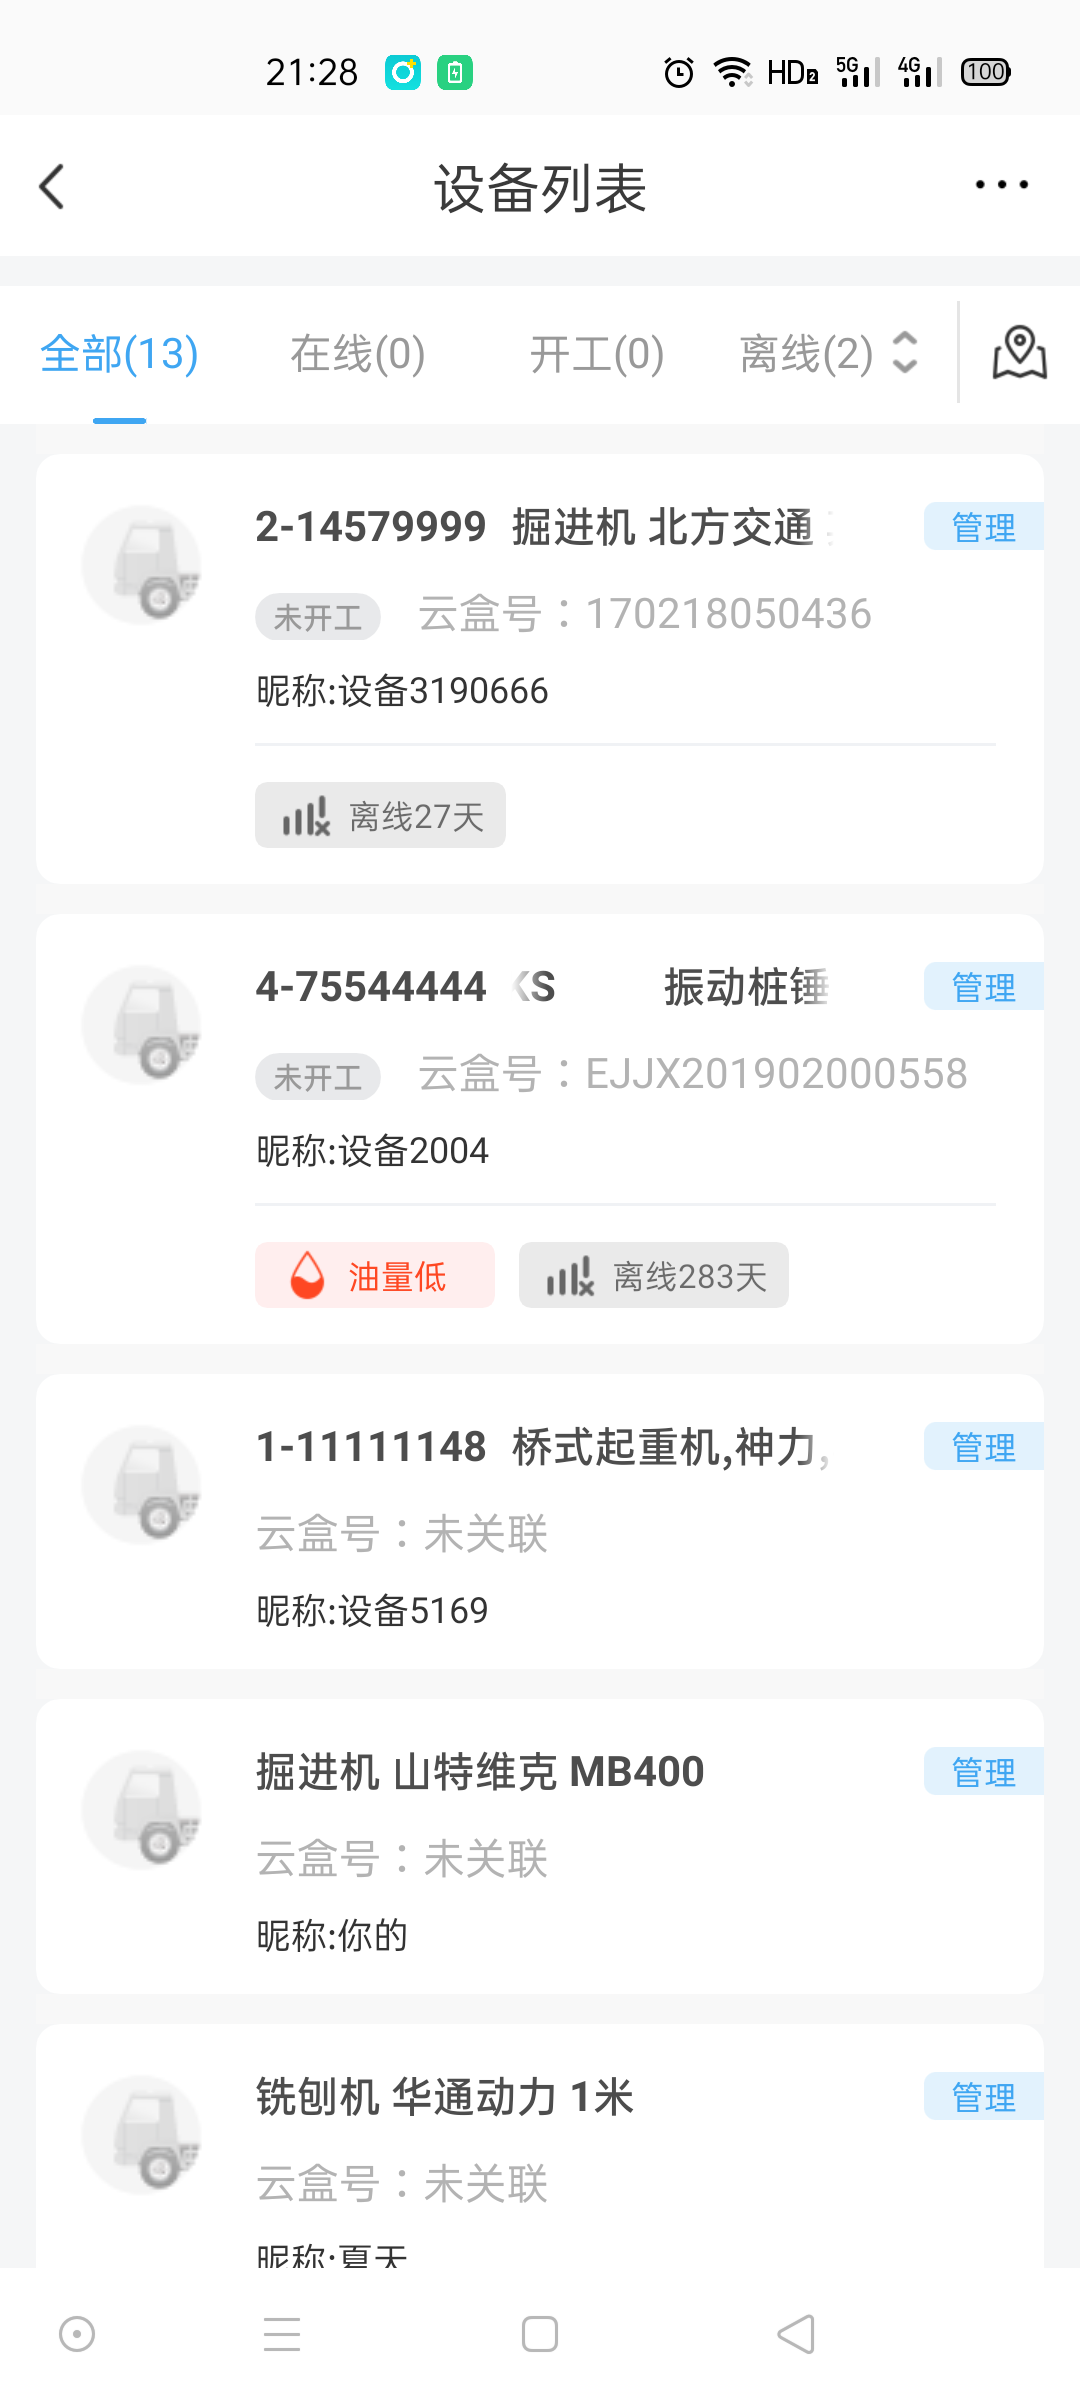 21:28 HD2 5G 4G 100
设备列表
全部(13) 在线(0) 开工(0) 离线(2)
2-14579999 掘进机 北方交通 管理
未开工 云盒号：170218050436
昵称:设备3190666
离线27天
4-75544444 KS 振动桩锤 管理
未开工 云盒号：EJJX201902000558
昵称:设备2004
油量低 离线283天
1-11111148 桥式起重机,神力, 管理
云盒号：未关联
昵称:设备5169
掘进机 山特维克 MB400 管理
云盒号：未关联
昵称:你的
铣刨机 华通动力 1米 管理
云盒号：未关联
昵称:夏天